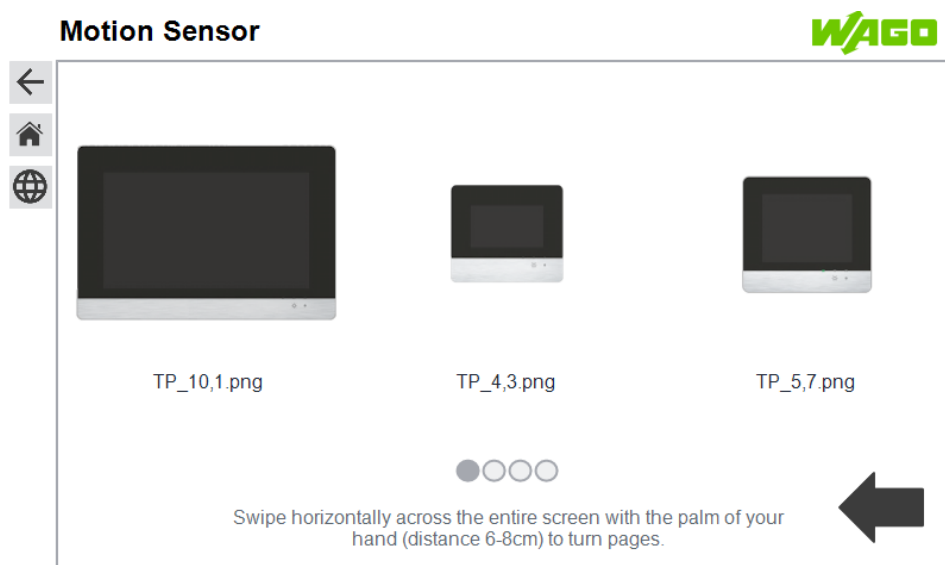 Motion Sensor
WAGO
TP_10,1.png
TP_4,3.png
TP_5,7.png
Swipe horizontally across the entire screen with the palm of your
hand (distance 6-8cm) to turn pages.